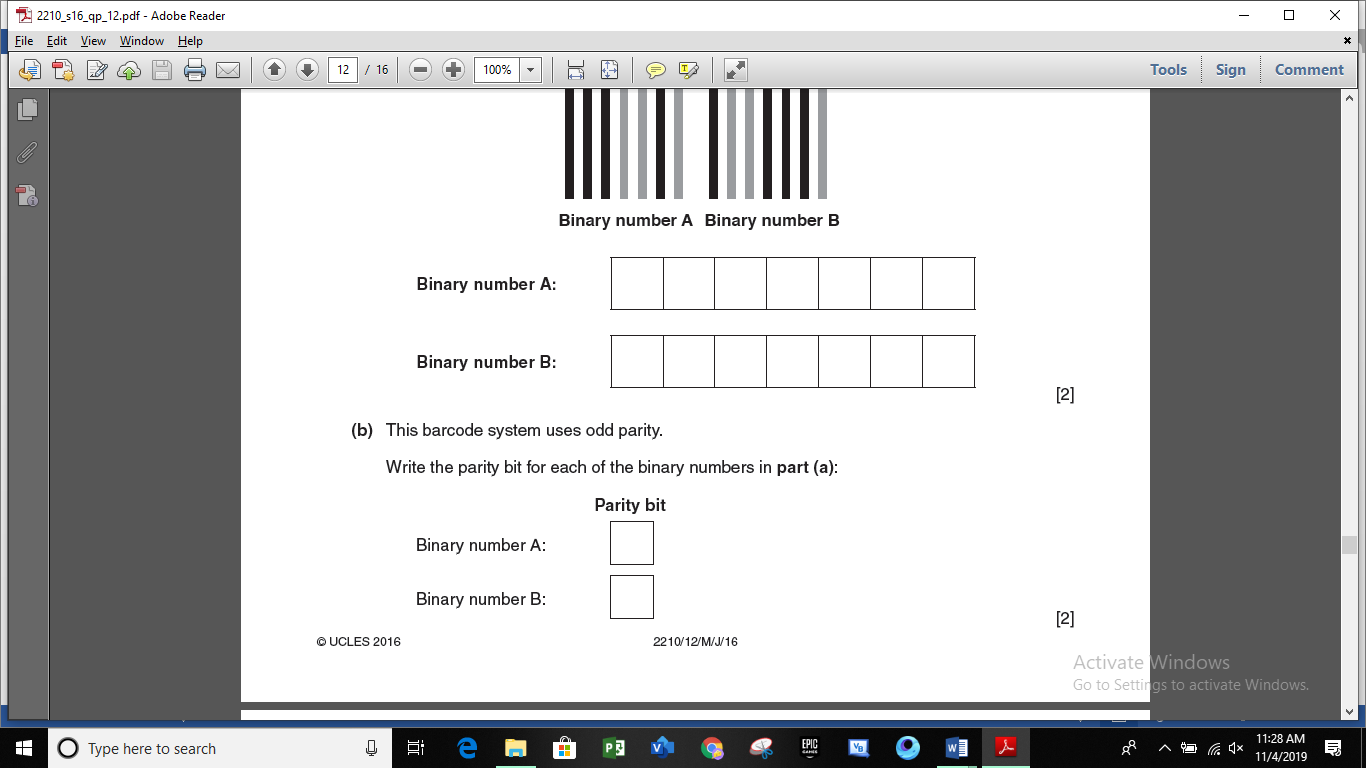 2210_s16_qp_12.pdf - Adobe Reader
File Edit View Window Help
12 / 16 100% Tools Sign Comment
Binary number A Binary number B
Binary number A:
Binary number B:
[2]
(b) This barcode system uses odd parity.
Write the parity bit for each of the binary numbers in part (a):
Parity bit
Binary number A:
Binary number B:
[2]
© UCLES 2016 2210/12/M/J/16
Activate Windows
Go to Settings to activate Windows.
Type here to search
EPIC GAMES
11:28 AM
11/4/2019